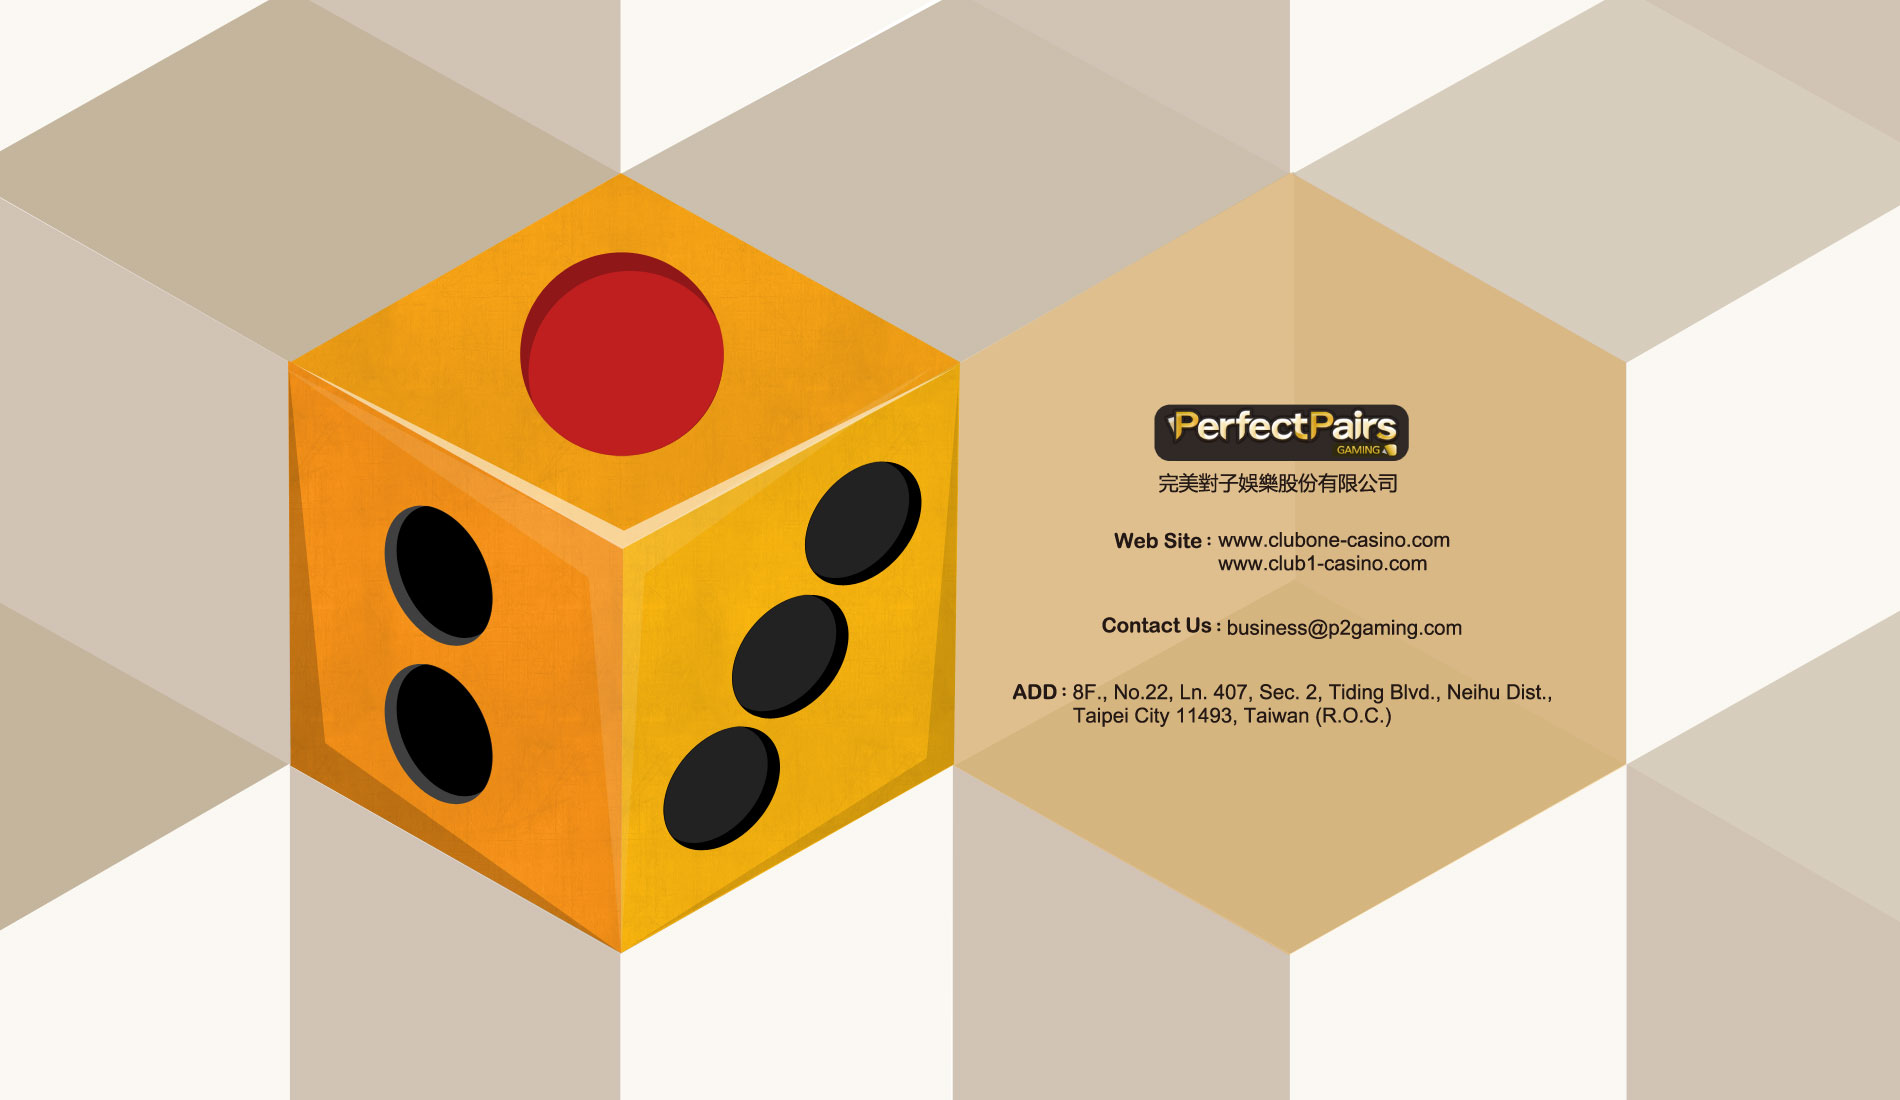 PerfectPairs
GAMING
完美對子娛樂股份有限公司
Web Site : www.clubone-casino.com
www.club1-casino.com
Contact Us : business@p2gaming.com
ADD : 8F., No.22, Ln. 407, Sec. 2, Tiding Blvd., Neihu Dist.,
Taipei City 11493, Taiwan (R.O.C.)